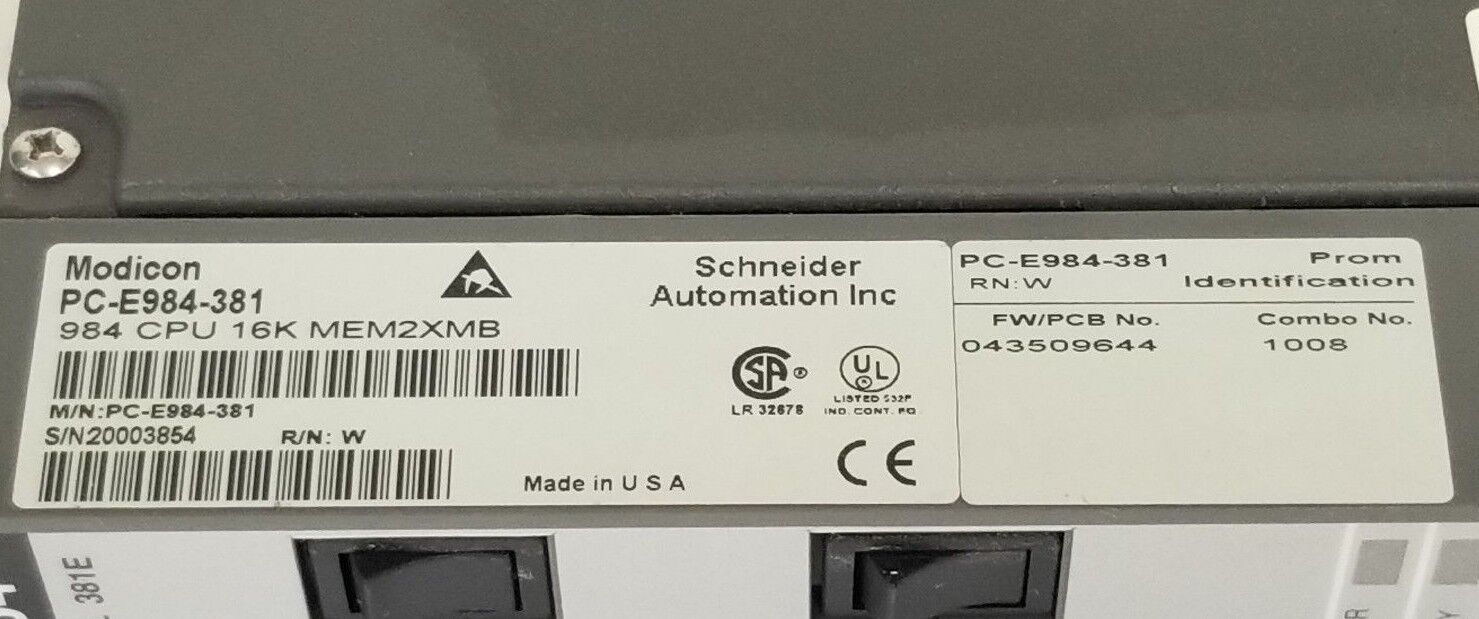 Modicon
PC-E984-381
984 CPU 16K MEM2XMB
M/N:PC-E984-381
S/N20003854 R/N: W
Schneider
Automation Inc
SA ®
LR 32678
UL
LISTED
IND. CONT. EQ.
CE
Made in U S A
PC-E984-381 Prom
RN:W Identification
FW/PCB No. Combo No.
043509644 1008
381E